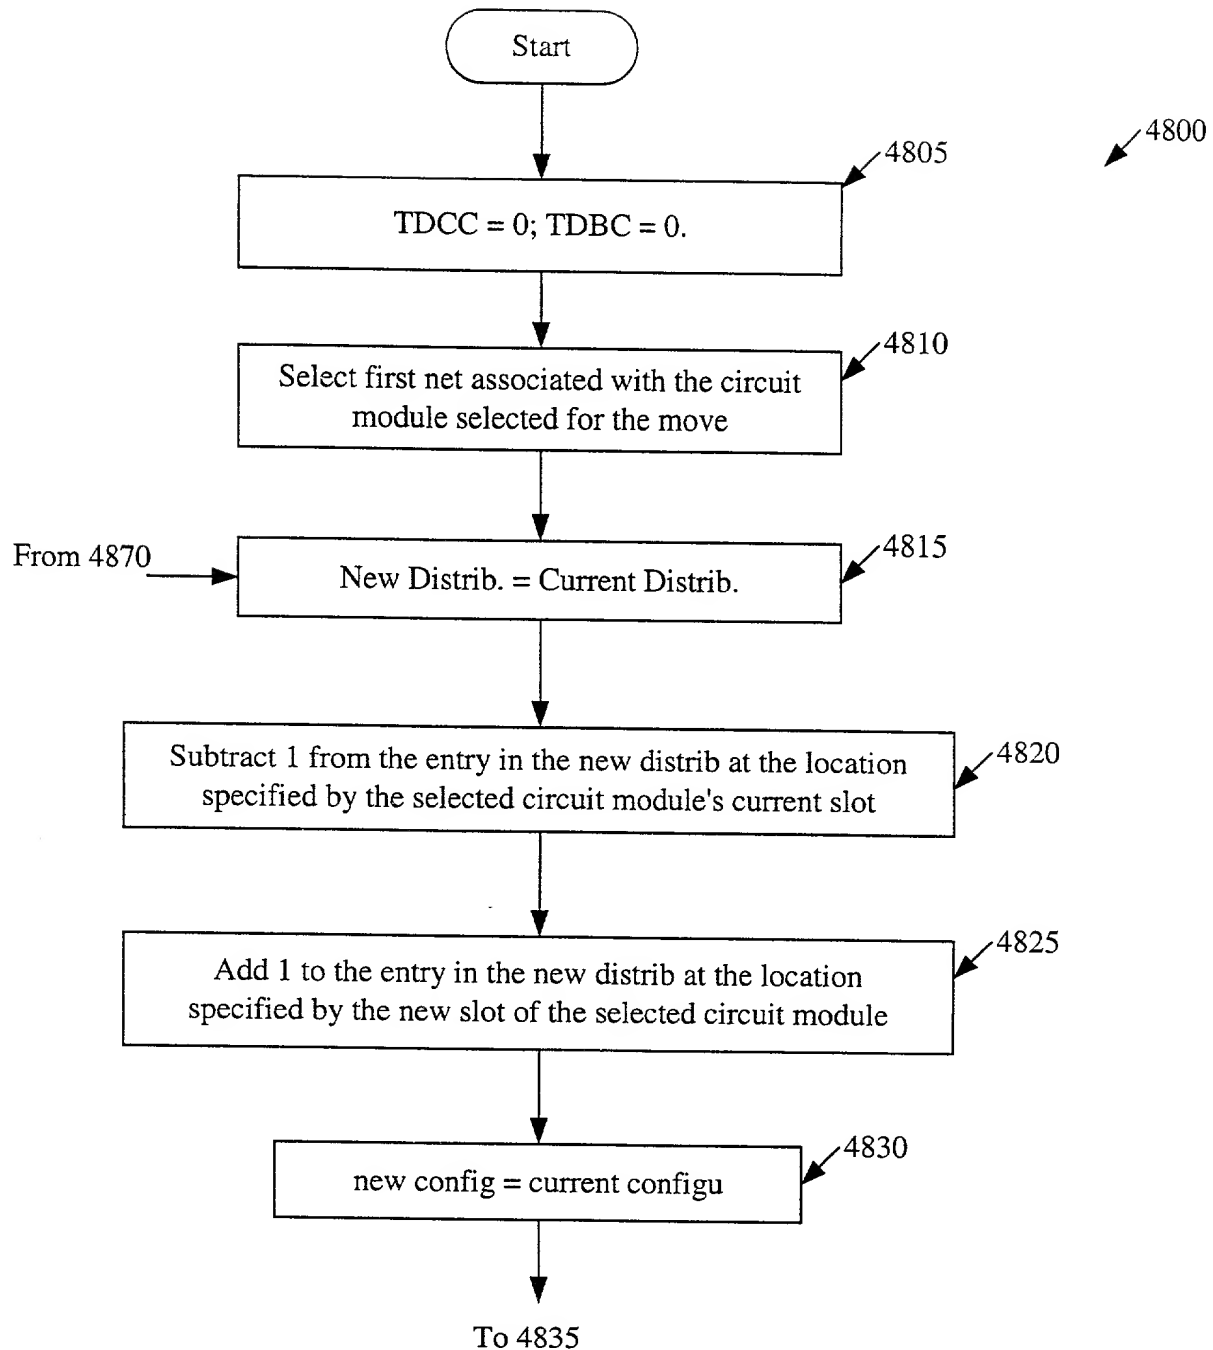 Start
4800
4805
TDCC = 0; TDBC = 0.
4810
Select first net associated with the circuit
module selected for the move
From 4870
4815
New Distrib. = Current Distrib.
4820
Subtract 1 from the entry in the new distrib at the location
specified by the selected circuit module's current slot
4825
Add 1 to the entry in the new distrib at the location
specified by the new slot of the selected circuit module
4830
new config = current configu
To 4835